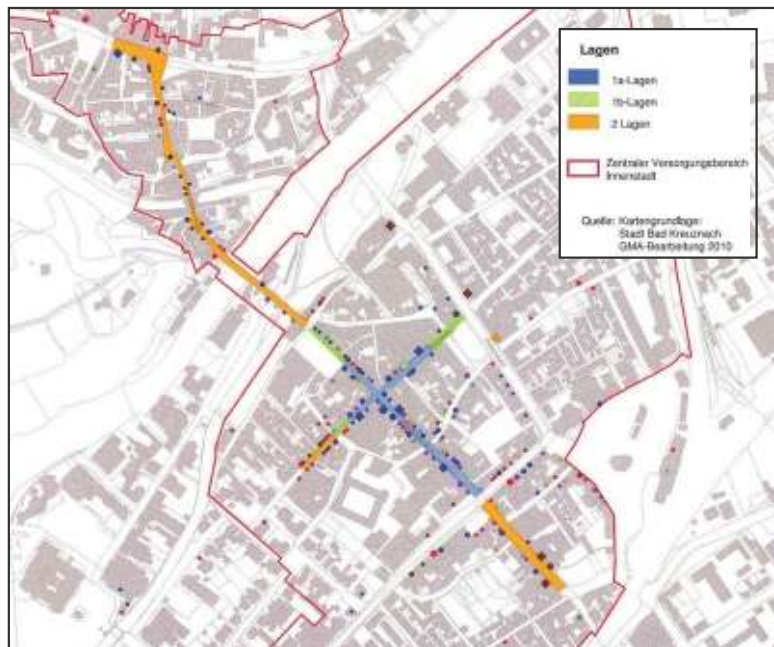 Lagen
1a-Lagen
1b-Lagen
2 Lagen
Zentraler Versorgungsbereich
Innenstadt
Quelle: Kartengrundlage:
Stadt Bad Kreuznach
GMA-Bearbeitung 2010